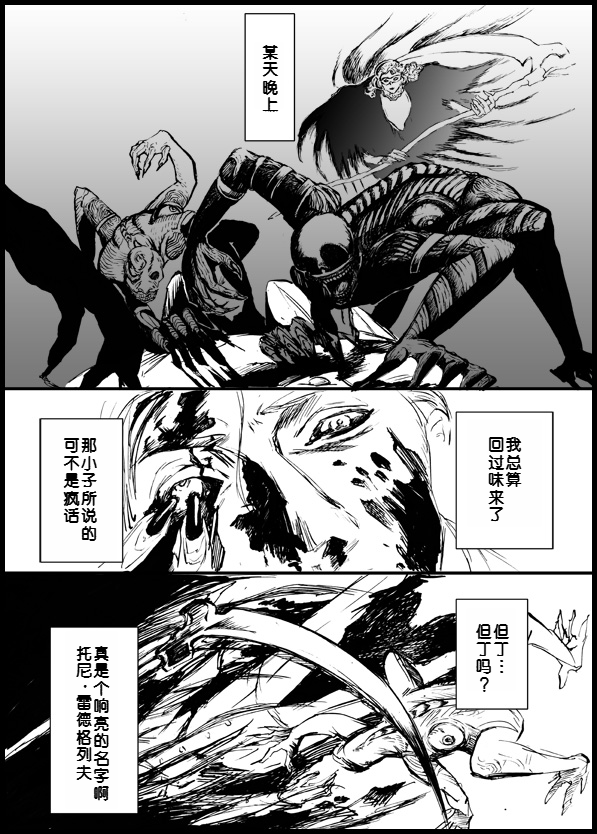 某天晚上
我总算
回过味来了
那小子所说的
可不是疯话
但丁…
但丁吗？
真是个响亮的名字啊
托尼·雷德格列夫